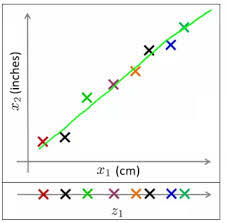 x₂ (inches)
x₁ (cm)
z₁